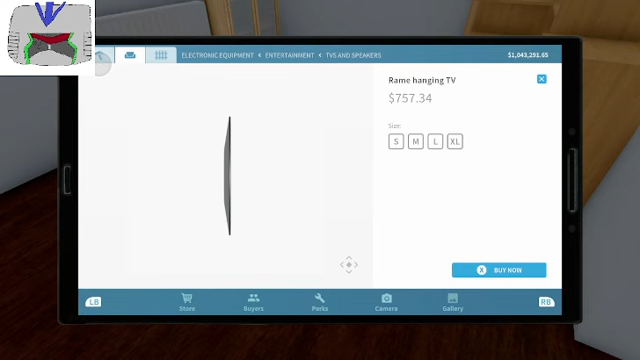 ELECTRONIC EQUIPMENT < ENTERTAINMENT < TVS AND SPEAKERS
$1,043,291.65
Rame hanging TV
$757.34
Size:
S M L XL
X BUY NOW
LB Store Buyers Perks Camera Gallery RB